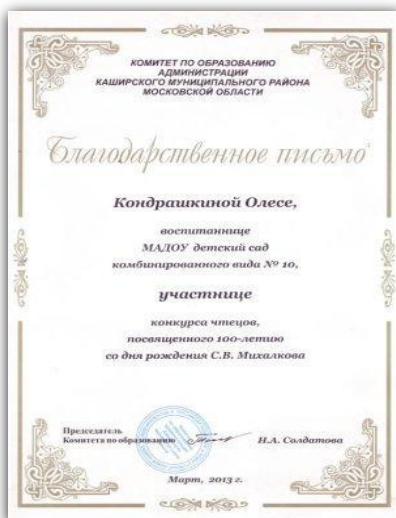 КОМИТЕТ ПО ОБРАЗОВАНИЮ
АДМИНИСТРАЦИИ
КАШИРСКОГО МУНИЦИПАЛЬНОГО РАЙОНА
МОСКОВСКОЙ ОБЛАСТИ
Благодарственное письмо
Кондрашкиной Олесе,
воспитаннице
МАДОУ детский сад
комбинированного вида № 10,
участнице
конкурса чтецов,
посвященного 100-летию
со дня рождения С.В. Михалкова
Председатель
Комитета по образованию Н.А. Солдатова
Март, 2013 г.